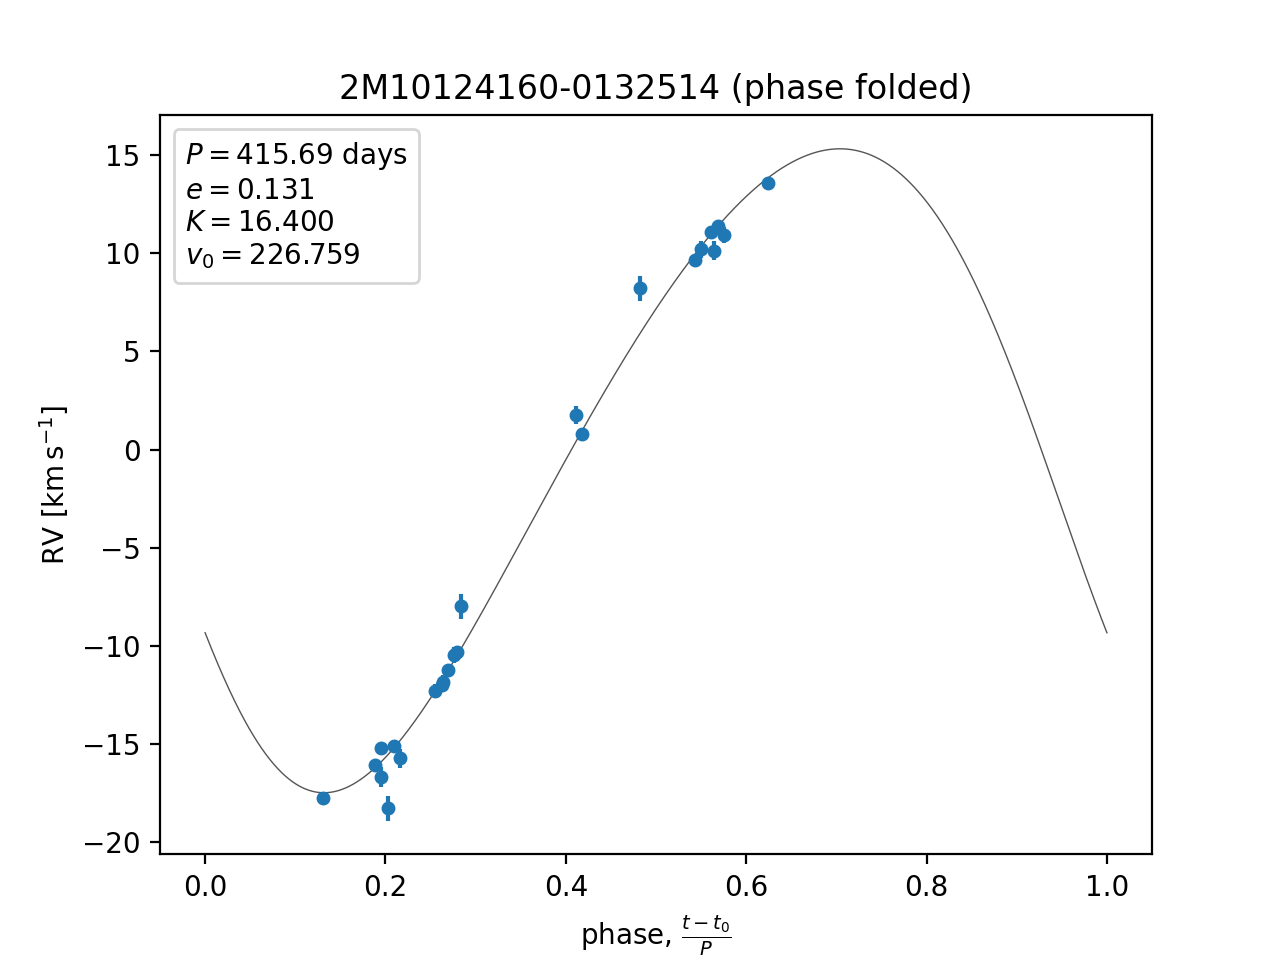 2M10124160-0132514 (phase folded)
P = 415.69 days
e = 0.131
K = 16.400
v₀ = 226.759
15
10
5
0
−5
−10
−15
−20
RV [km s⁻¹]
0.0 0.2 0.4 0.6 0.8 1.0
phase, (t − t₀)/P